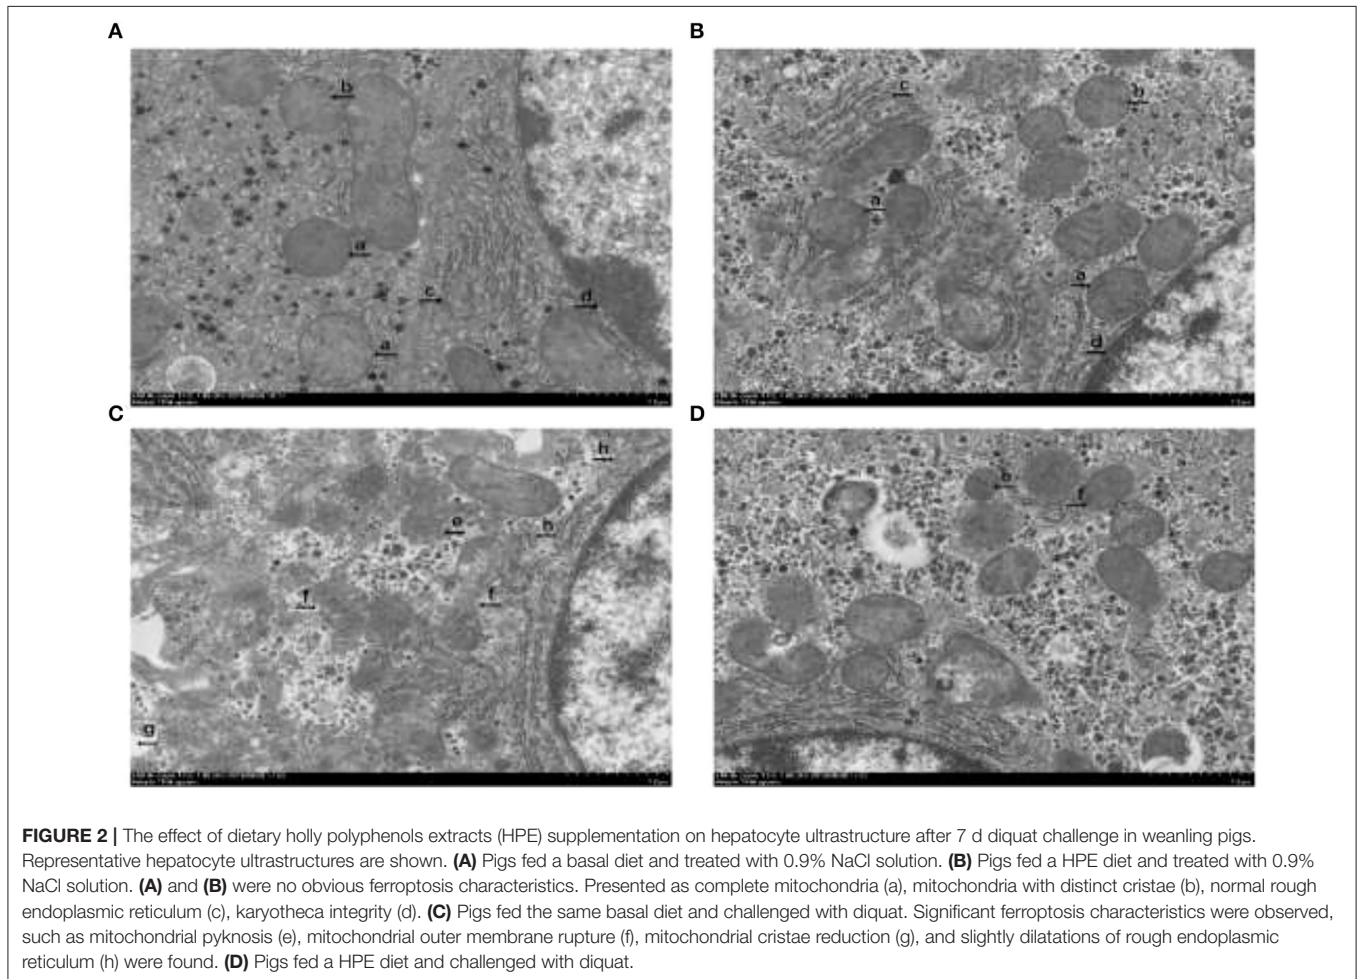 A
B
b
a
c
d
a
c
b
a
a
d
C
D
h
e
h
f
f
g
e
f
FIGURE 2 | The effect of dietary holly polyphenols extracts (HPE) supplementation on hepatocyte ultrastructure after 7 d diquat challenge in weanling pigs.
Representative hepatocyte ultrastructures are shown. (A) Pigs fed a basal diet and treated with 0.9% NaCl solution. (B) Pigs fed a HPE diet and treated with 0.9%
NaCl solution. (A) and (B) were no obvious ferroptosis characteristics. Presented as complete mitochondria (a), mitochondria with distinct cristae (b), normal rough
endoplasmic reticulum (c), karyotheca integrity (d). (C) Pigs fed the same basal diet and challenged with diquat. Significant ferroptosis characteristics were observed,
such as mitochondrial pyknosis (e), mitochondrial outer membrane rupture (f), mitochondrial cristae reduction (g), and slightly dilatations of rough endoplasmic
reticulum (h) were found. (D) Pigs fed a HPE diet and challenged with diquat.